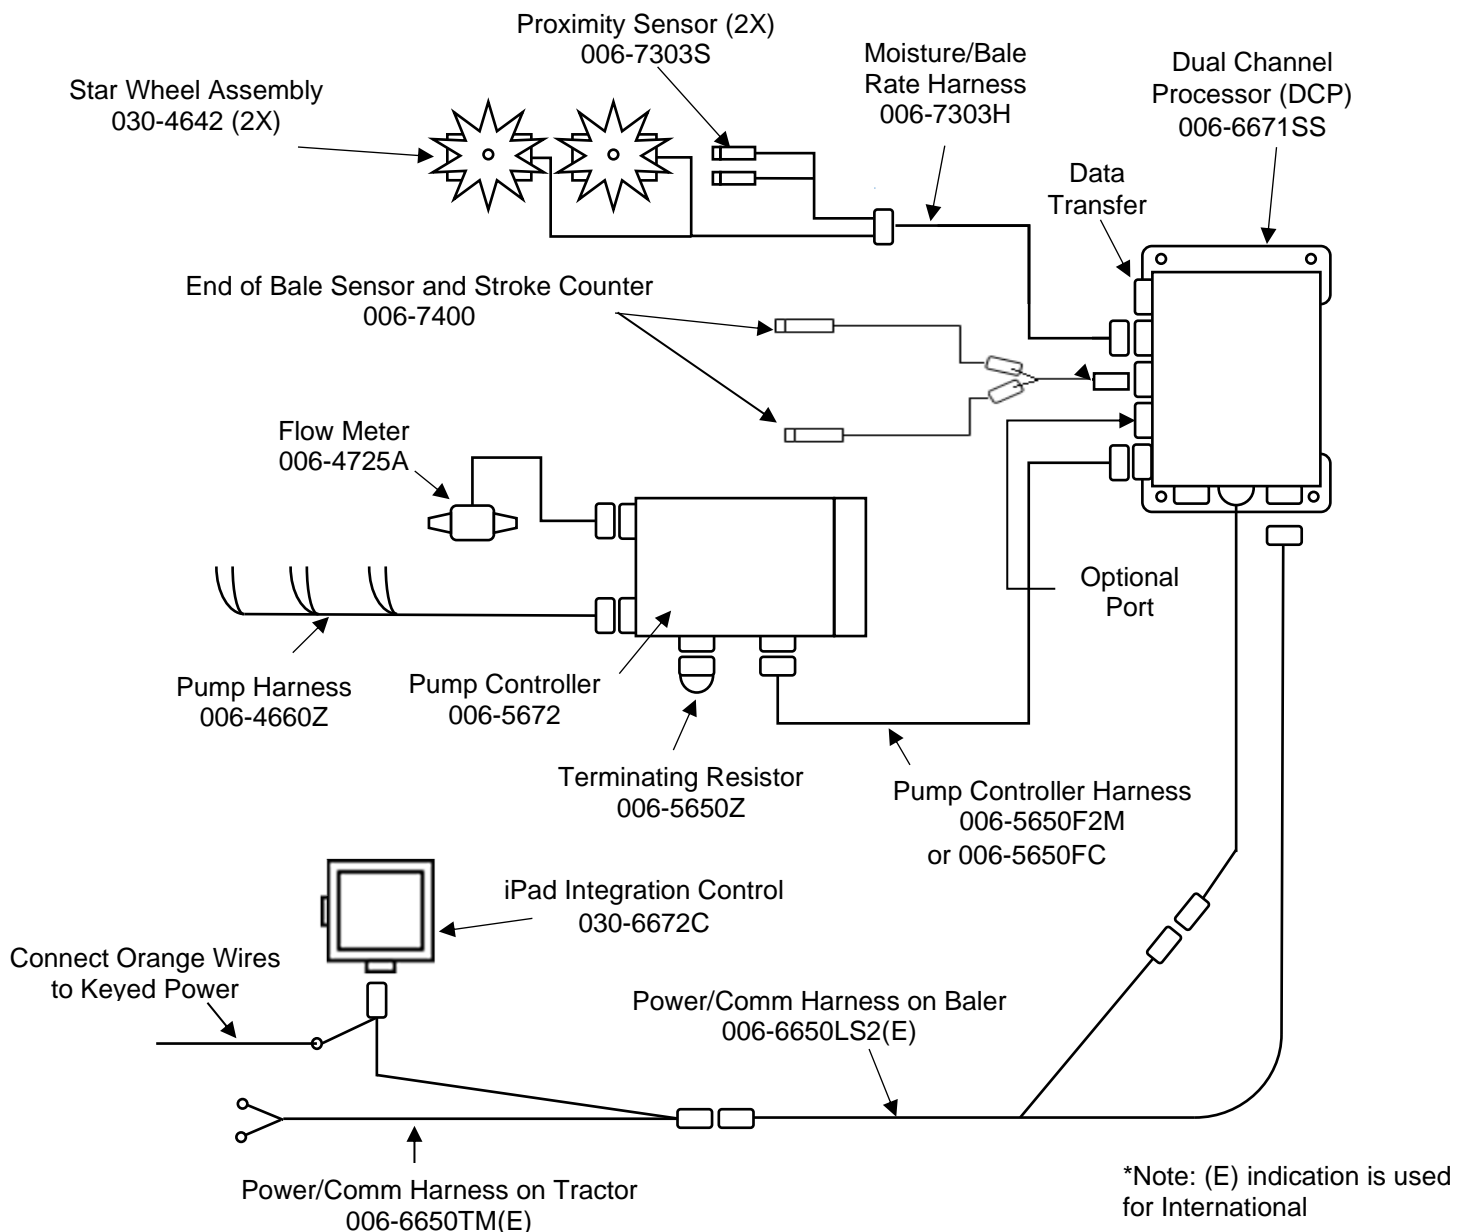 Proximity Sensor (2X)
006-7303S
Moisture/Bale
Rate Harness
006-7303H
Dual Channel
Processor (DCP)
006-6671SS
Star Wheel Assembly
030-4642 (2X)
Data
Transfer
End of Bale Sensor and Stroke Counter
006-7400
Flow Meter
006-4725A
Optional
Port
Pump Harness
006-4660Z
Pump Controller
006-5672
Terminating Resistor
006-5650Z
Pump Controller Harness
006-5650F2M
or 006-5650FC
iPad Integration Control
030-6672C
Connect Orange Wires
to Keyed Power
Power/Comm Harness on Baler
006-6650LS2(E)
Power/Comm Harness on Tractor
006-6650TM(E)
*Note: (E) indication is used
for International